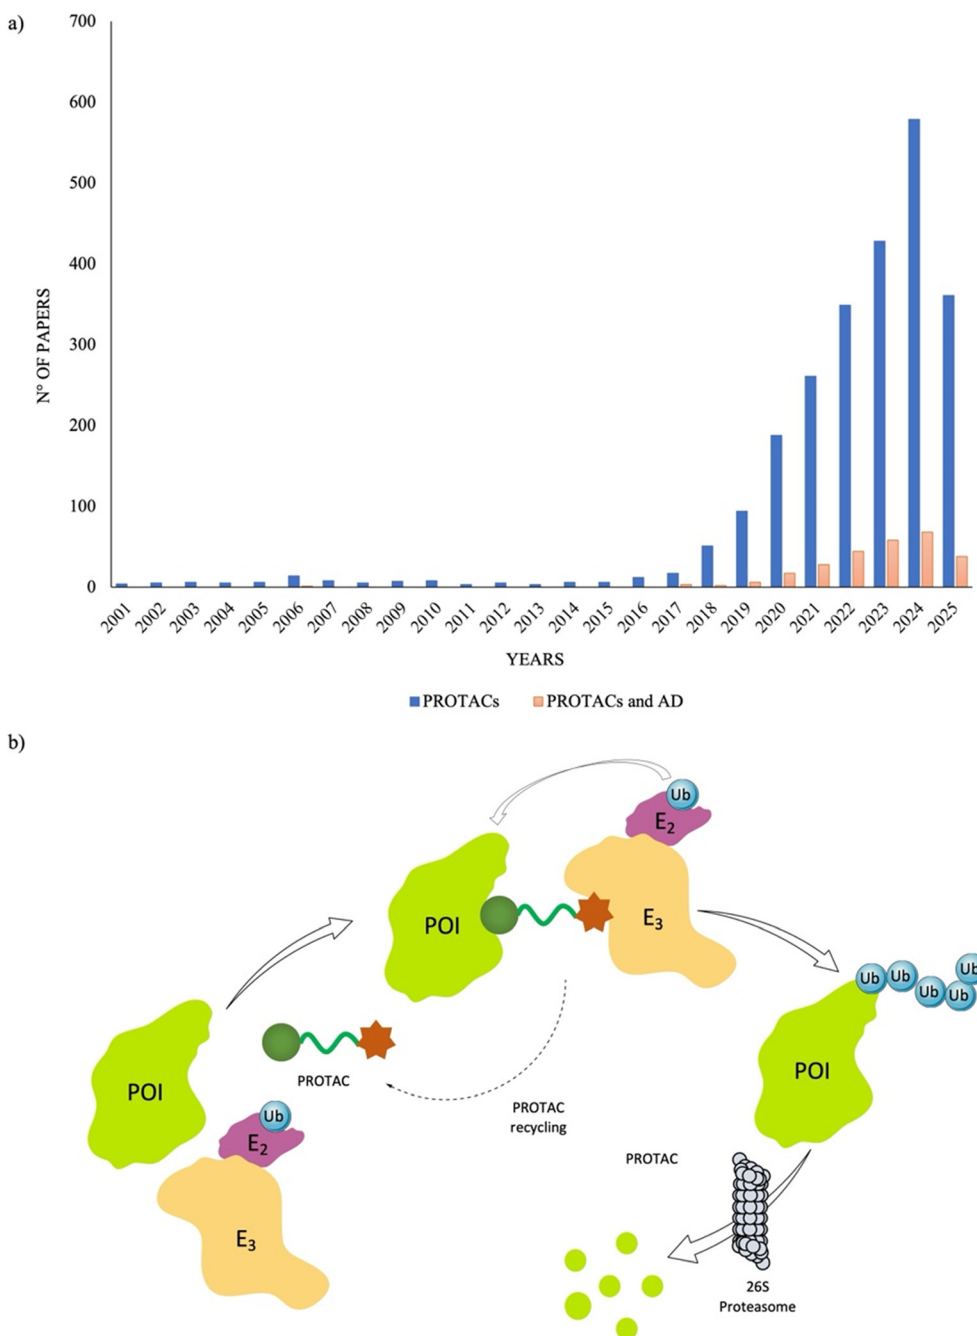 a)
700
600
500
400
300
200
100
0
N° OF PAPERS
2001 2002 2003 2004 2005 2006 2007 2008 2009 2010 2011 2012 2013 2014 2015 2016 2017 2018 2019 2020 2021 2022 2023 2024 2025
YEARS
PROTACs PROTACs and AD
b)
Ub
E₂
POI
E₃
Ub Ub Ub Ub Ub
POI
PROTAC
POI
Ub
E₂
E₃
PROTAC
recycling
PROTAC
26S
Proteasome